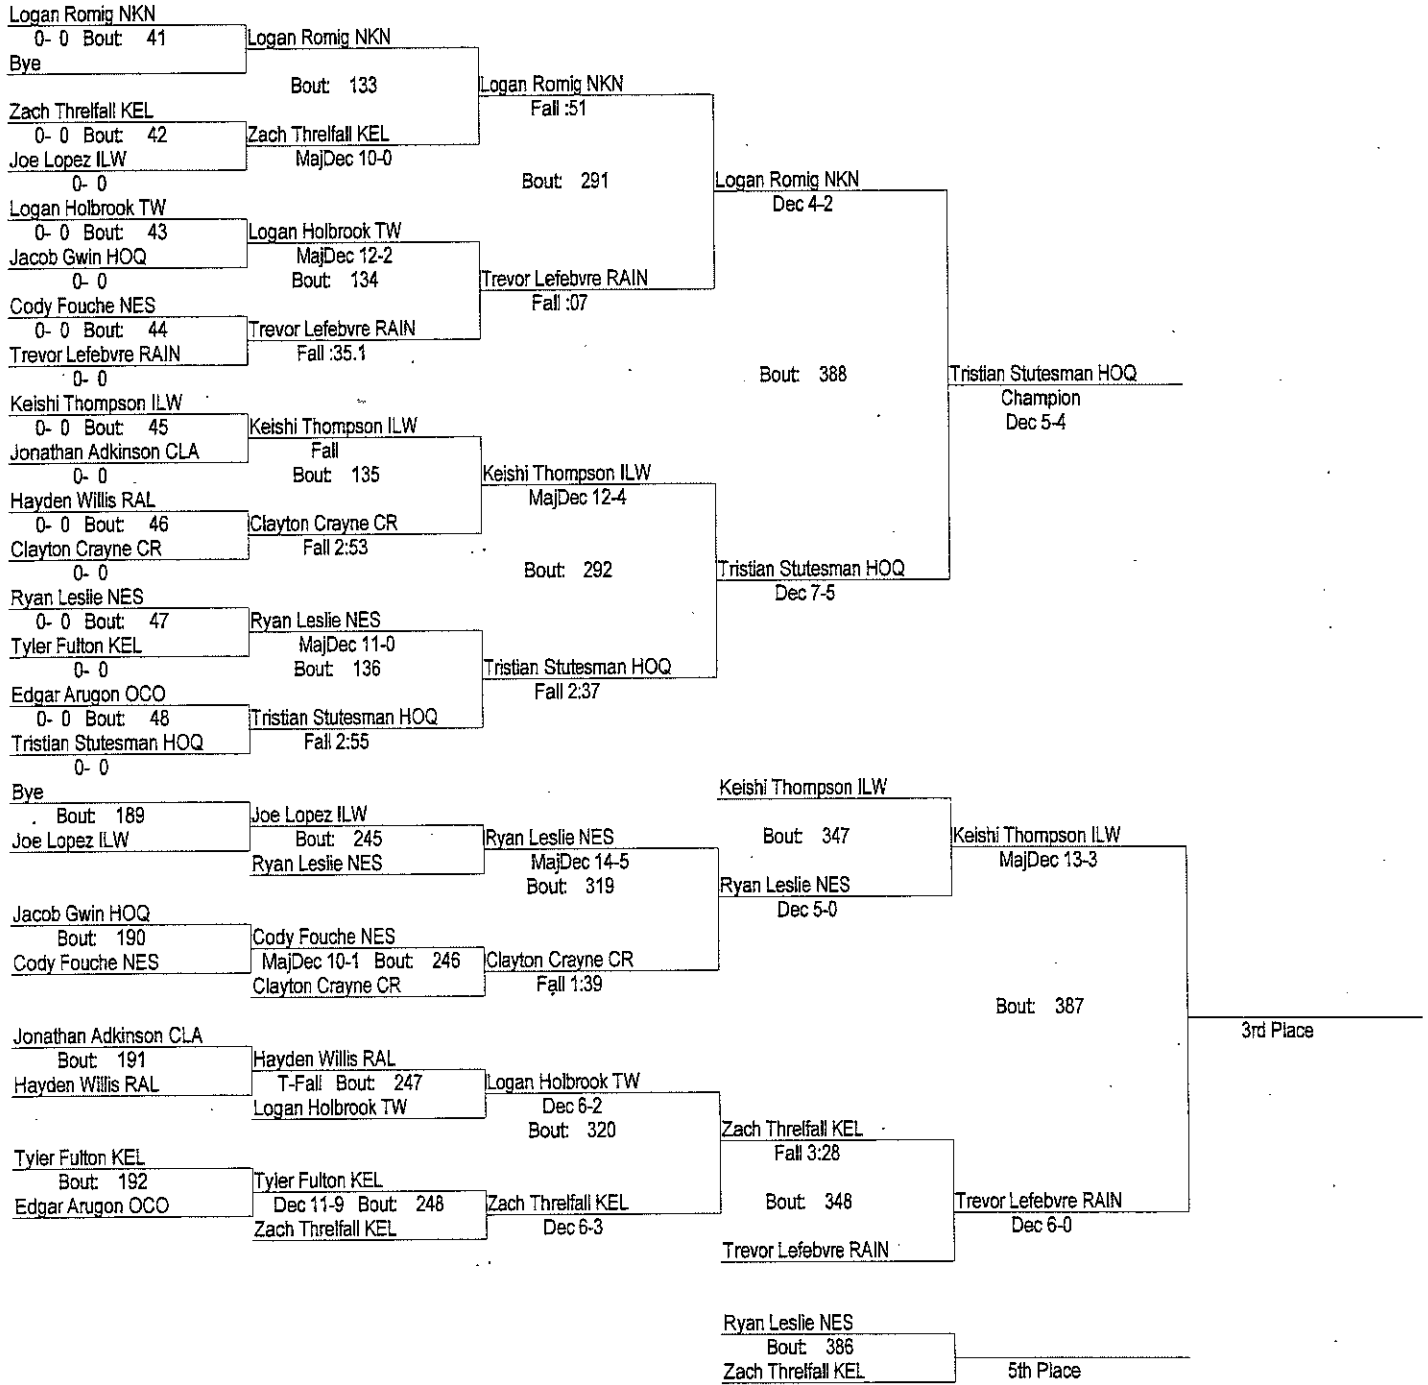 Logan Romig NKN
0- 0 Bout: 41
Bye
Logan Romig NKN
Bout: 133
Zach Threlfall KEL
0- 0 Bout: 42
Joe Lopez ILW
0- 0
Zach Threlfall KEL
MajDec 10-0
Logan Romig NKN
Fall :51
Bout: 291
Logan Holbrook TW
0- 0 Bout: 43
Jacob Gwin HOQ
0- 0
Logan Holbrook TW
MajDec 12-2
Bout: 134
Cody Fouche NES
0- 0 Bout: 44
Trevor Lefebvre RAIN
0- 0
Trevor Lefebvre RAIN
Fall :35.1
Trevor Lefebvre RAIN
Fall :07
Logan Romig NKN
Dec 4-2
Bout: 388
Tristian Stutesman HOQ
Champion
Dec 5-4
Keishi Thompson ILW
0- 0 Bout: 45
Jonathan Adkinson CLA
0- 0
Keishi Thompson ILW
Fall
Bout: 135
Hayden Willis RAL
0- 0 Bout: 46
Clayton Crayne CR
0- 0
Clayton Crayne CR
Fall 2:53
Keishi Thompson ILW
MajDec 12-4
Bout: 292
Ryan Leslie NES
0- 0 Bout: 47
Tyler Fulton KEL
0- 0
Ryan Leslie NES
MajDec 11-0
Bout: 136
Edgar Arugon OCO
0- 0 Bout: 48
Tristian Stutesman HOQ
0- 0
Tristian Stutesman HOQ
Fall 2:55
Tristian Stutesman HOQ
Fall 2:37
Tristian Stutesman HOQ
Dec 7-5
Bye
Bout: 189
Joe Lopez ILW
Joe Lopez ILW
Bout: 245
Ryan Leslie NES
Ryan Leslie NES
MajDec 14-5
Bout: 319
Jacob Gwin HOQ
Bout: 190
Cody Fouche NES
Cody Fouche NES
MajDec 10-1 Bout: 246
Clayton Crayne CR
Clayton Crayne CR
Fall 1:39
Keishi Thompson ILW
Bout: 347
Ryan Leslie NES
Dec 5-0
Keishi Thompson ILW
MajDec 13-3
Bout: 387
3rd Place
Jonathan Adkinson CLA
Bout: 191
Hayden Willis RAL
Hayden Willis RAL
T-Fall Bout: 247
Logan Holbrook TW
Logan Holbrook TW
Dec 6-2
Bout: 320
Tyler Fulton KEL
Bout: 192
Edgar Arugon OCO
Tyler Fulton KEL
Dec 11-9 Bout: 248
Zach Threlfall KEL
Zach Threlfall KEL
Dec 6-3
Zach Threlfall KEL
Fall 3:28
Bout: 348
Trevor Lefebvre RAIN
Trevor Lefebvre RAIN
Dec 6-0
Ryan Leslie NES
Bout: 386
Zach Threlfall KEL
5th Place